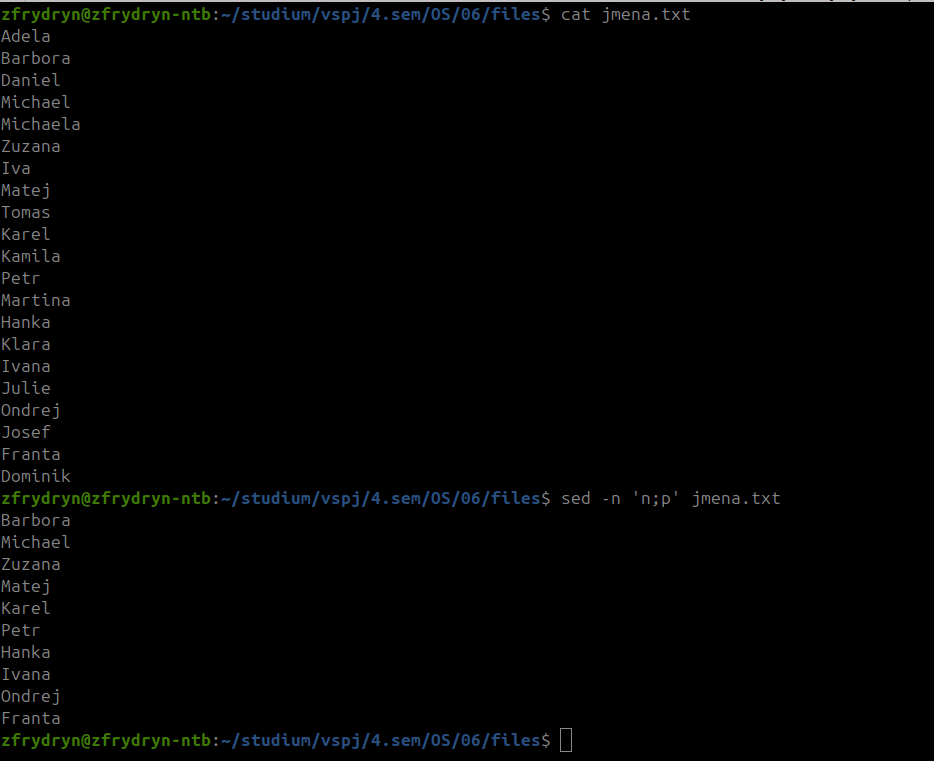 zfrydryn@zfrydryn-ntb:~/studium/vspj/4.sem/OS/06/files$ cat jmena.txt
Adela
Barbora
Daniel
Michael
Michaela
Zuzana
Iva
Matej
Tomas
Karel
Kamila
Petr
Martina
Hanka
Klara
Ivana
Julie
Ondrej
Josef
Franta
Dominik
zfrydryn@zfrydryn-ntb:~/studium/vspj/4.sem/OS/06/files$ sed -n 'n;p' jmena.txt
Barbora
Michael
Zuzana
Matej
Karel
Petr
Hanka
Ivana
Ondrej
Franta
zfrydryn@zfrydryn-ntb:~/studium/vspj/4.sem/OS/06/files$